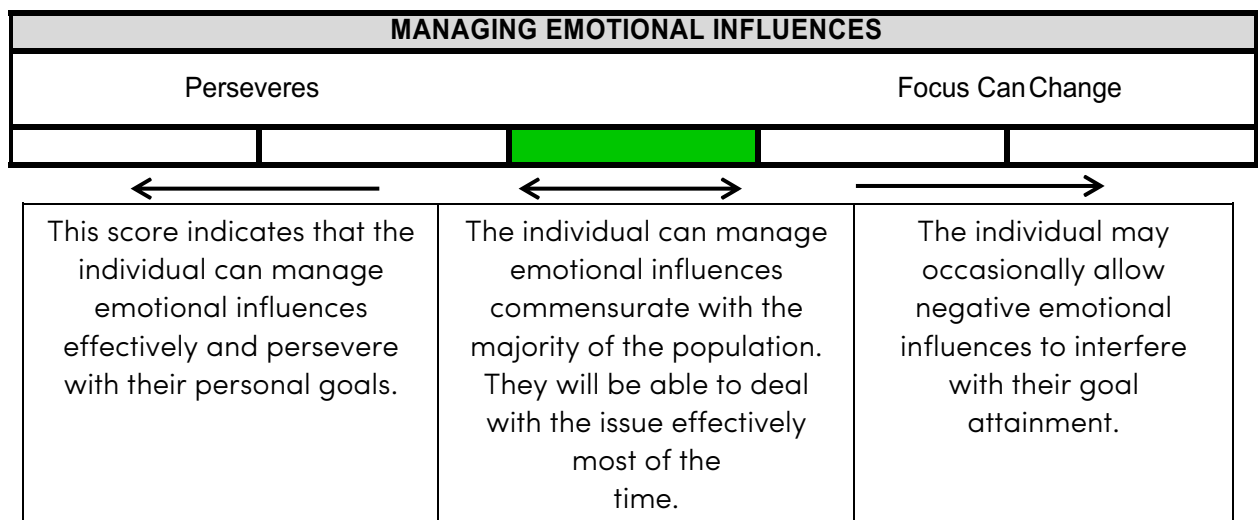 MANAGING EMOTIONAL INFLUENCES
Perseveres
Focus Can Change
This score indicates that the
individual can manage
emotional influences
effectively and persevere
with their personal goals.
The individual can manage
emotional influences
commensurate with the
majority of the population.
They will be able to deal
with the issue effectively
most of the
time.
The individual may
occasionally allow
negative emotional
influences to interfere
with their goal
attainment.